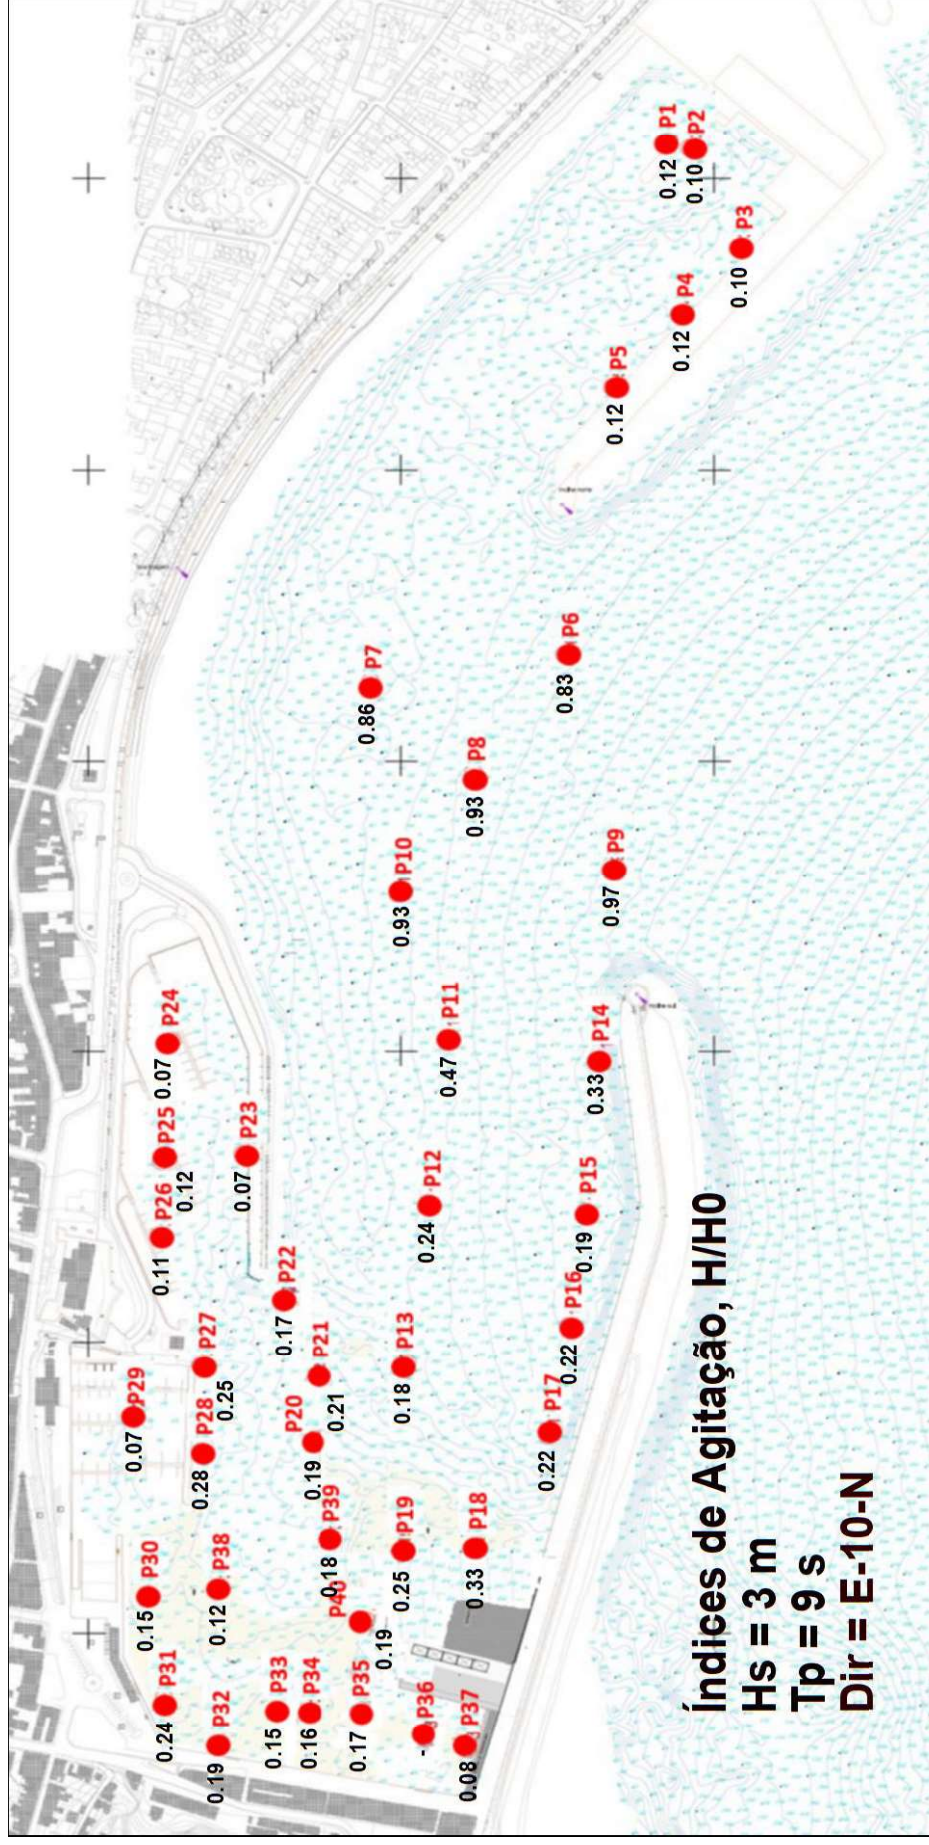 Índices de Agitação, H/H0
Hs = 3 m
Tp = 9 s
Dir = E-10-N
P1
0.12
P2
0.10
P3
0.10
P4
0.12
P5
0.12
P6
0.83
P7
0.86
P8
0.93
P9
0.97
P10
0.93
P11
0.47
P12
0.24
P13
0.18
P14
0.33
P15
0.19
P16
0.22
P17
0.22
P18
0.33
P19
0.25
P20
0.19
P21
0.21
P22
0.17
P23
0.07
P24
0.07
P25
0.12
P26
0.11
P27
0.25
P28
0.28
P29
0.07
P30
0.15
P31
0.24
P32
0.19
P33
0.15
P34
0.16
P35
0.17
P36
-
P37
0.08
P38
0.12
P39
0.18
P40
0.19